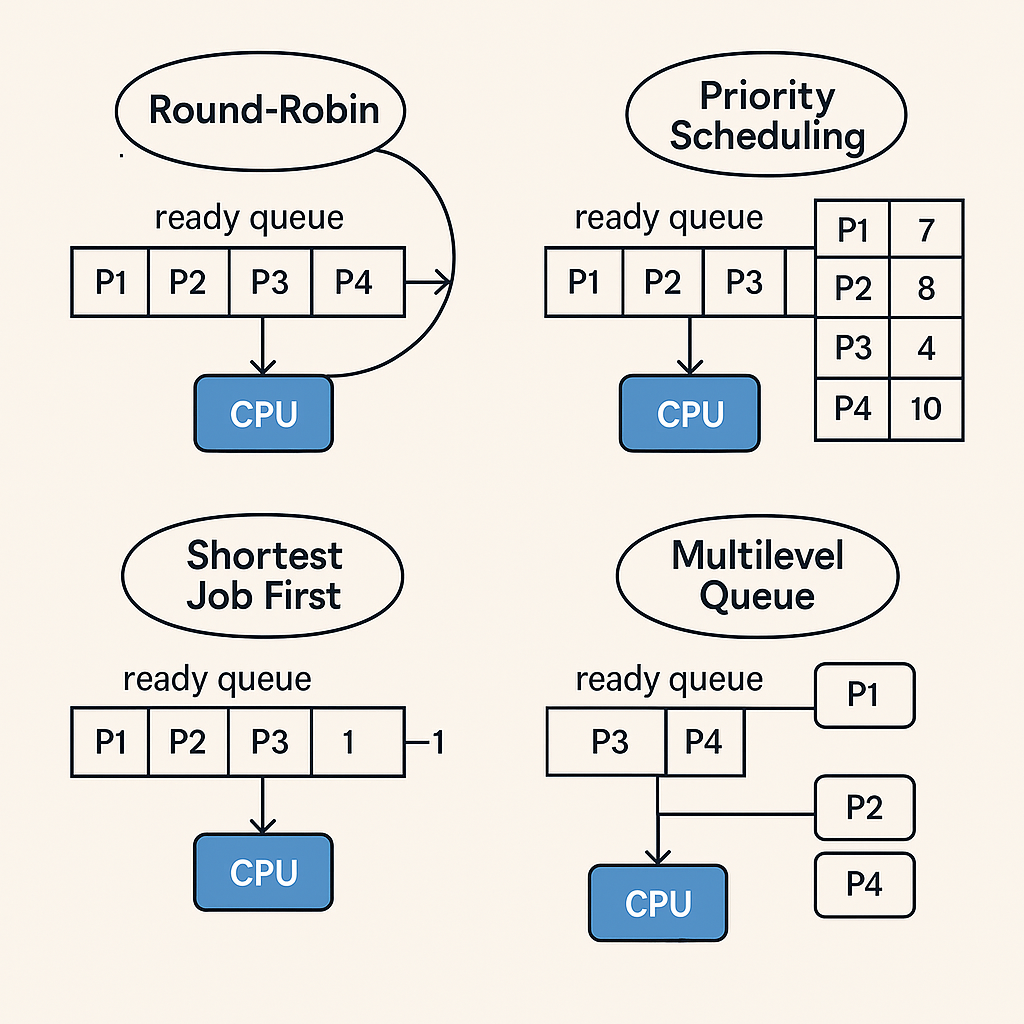 Round-Robin
ready queue
P1 P2 P3 P4
CPU
Priority
Scheduling
ready queue
P1 P2 P3
P1 7
P2 8
P3 4
P4 10
CPU
Shortest
Job First
ready queue
P1 P2 P3 1 1
CPU
Multilevel
Queue
ready queue
P3 P4
P1
P2
P4
CPU